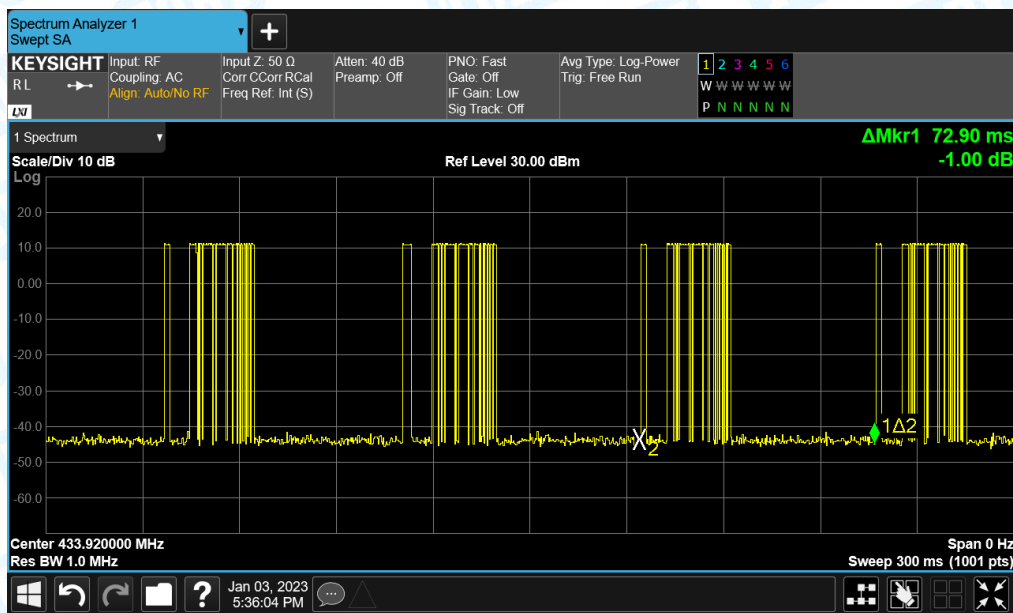 Spectrum Analyzer 1
Swept SA
KEYSIGHT
R L
LXI
Input: RF
Coupling: AC
Align: Auto/No RF
Input Z: 50 Ω
Corr CCorr RCal
Freq Ref: Int (S)
Atten: 40 dB
Preamp: Off
PNO: Fast
Gate: Off
IF Gain: Low
Sig Track: Off
Avg Type: Log-Power
Trig: Free Run
1 2 3 4 5 6
W W W W W W
P N N N N N
1 Spectrum
ΔMkr1 72.90 ms
Scale/Div 10 dB
Ref Level 30.00 dBm
-1.00 dB
Log
20.0
10.0
0.00
-10.0
-20.0
-30.0
-40.0
-50.0
-60.0
1Δ2
X2
Center 433.920000 MHz
Span 0 Hz
Res BW 1.0 MHz
Sweep 300 ms (1001 pts)
?
Jan 03, 2023
5:36:04 PM